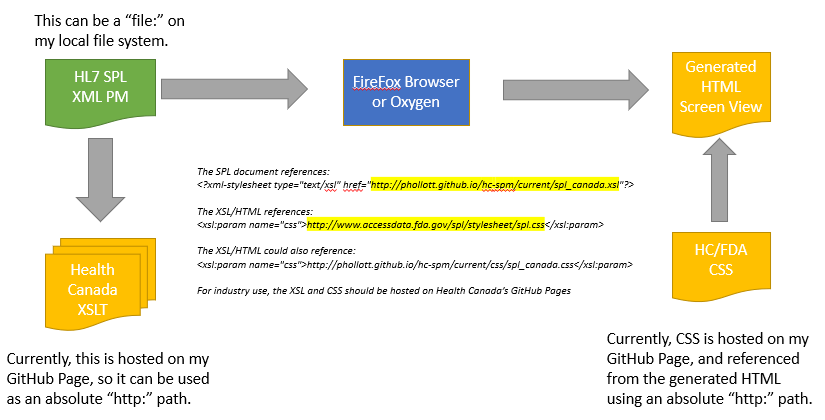 This can be a “file:” on
my local file system.
HL7 SPL
XML PM
FireFox Browser
or Oxygen
Generated
HTML
Screen View
The SPL document references:
<?xml-stylesheet type="text/xsl" href="http://phollott.github.io/hc-spm/current/spl_canada.xsl"?>
The XSL/HTML references:
<xsl:param name="css">http://www.accessdata.fda.gov/spl/stylesheet/spl.css</xsl:param>
The XSL/HTML could also reference:
<xsl:param name="css">http://phollott.github.io/hc-spm/current/css/spl_canada.css</xsl:param>
For industry use, the XSL and CSS should be hosted on Health Canada’s GitHub Pages
Health
Canada
XSLT
HC/FDA
CSS
Currently, this is hosted on my
GitHub Page, so it can be used
as an absolute “http:” path.
Currently, CSS is hosted on my
GitHub Page, and referenced
from the generated HTML
using an absolute “http:” path.